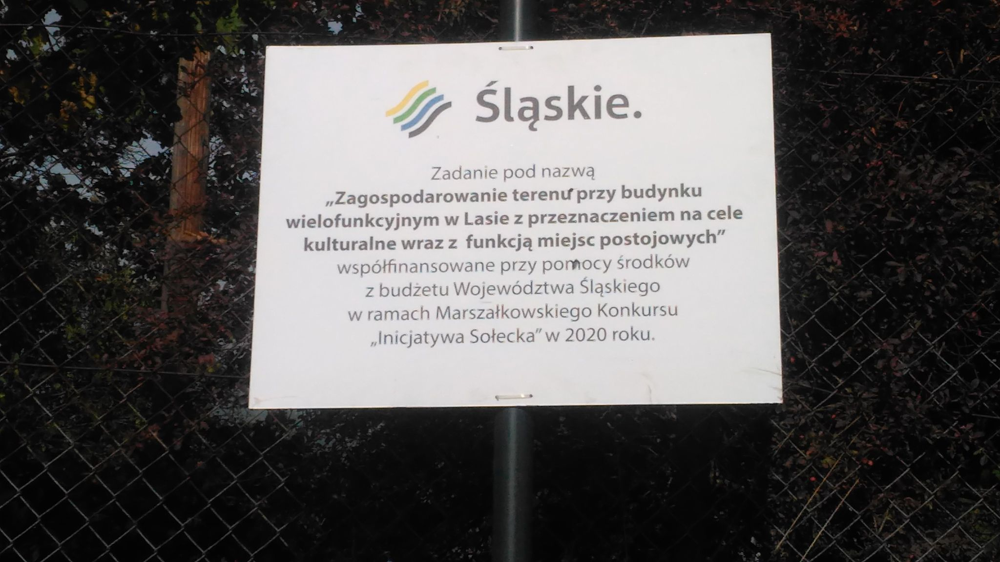 Śląskie.
Zadanie pod nazwą
„Zagospodarowanie terenu przy budynku
wielofunkcyjnym w Lasie z przeznaczeniem na cele
kulturalne wraz z funkcją miejsc postojowych”
współfinansowane przy pomocy środków
z budżetu Województwa Śląskiego
w ramach Marszałkowskiego Konkursu
„Inicjatywa Sołecka” w 2020 roku.